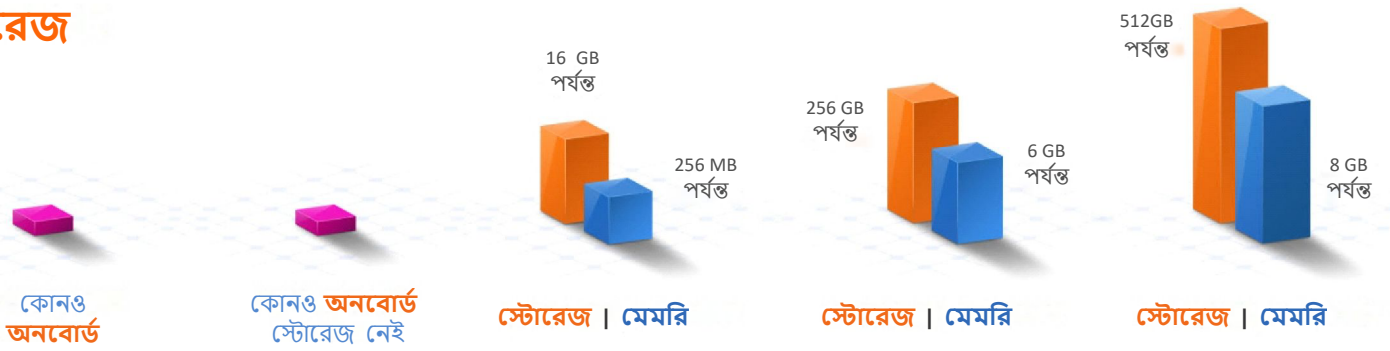 রেজ
16 GB
পর্যন্ত
256 MB
পর্যন্ত
256 GB
পর্যন্ত
6 GB
পর্যন্ত
512GB
পর্যন্ত
8 GB
পর্যন্ত
কোনও
অনবোর্ড
কোনও অনবোর্ড
স্টোরেজ নেই
স্টোরেজ | মেমরি
স্টোরেজ | মেমরি
স্টোরেজ | মেমরি